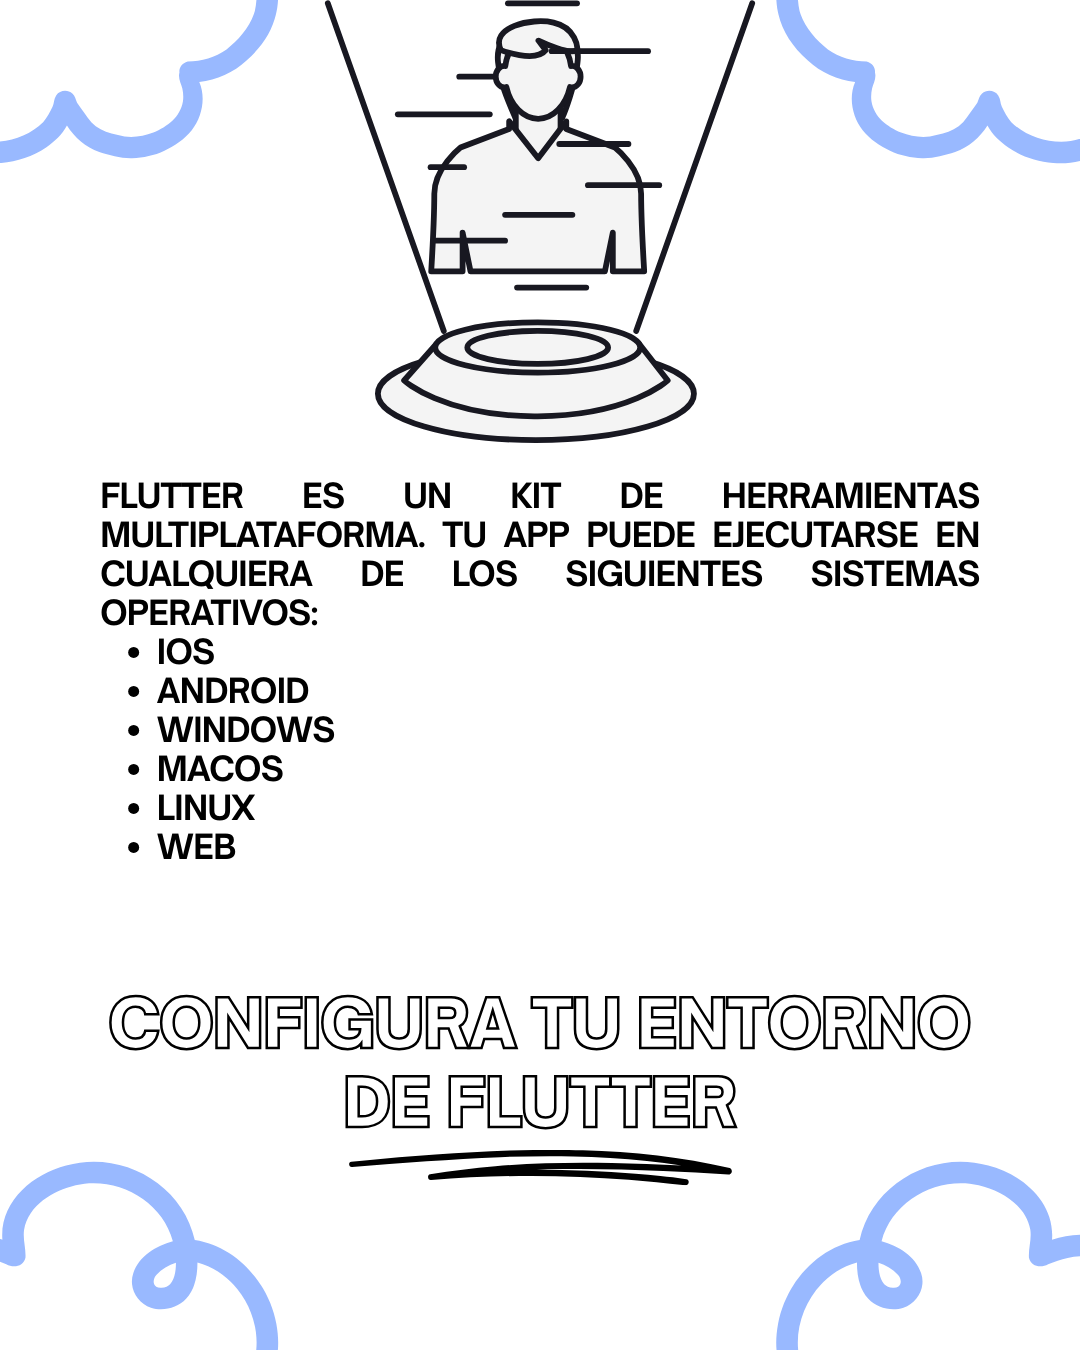 FLUTTER ES UN KIT DE HERRAMIENTAS
MULTIPLATAFORMA. TU APP PUEDE EJECUTARSE EN
CUALQUIERA DE LOS SIGUIENTES SISTEMAS
OPERATIVOS:
• IOS
• ANDROID
• WINDOWS
• MACOS
• LINUX
• WEB
CONFIGURA TU ENTORNO
DE FLUTTER